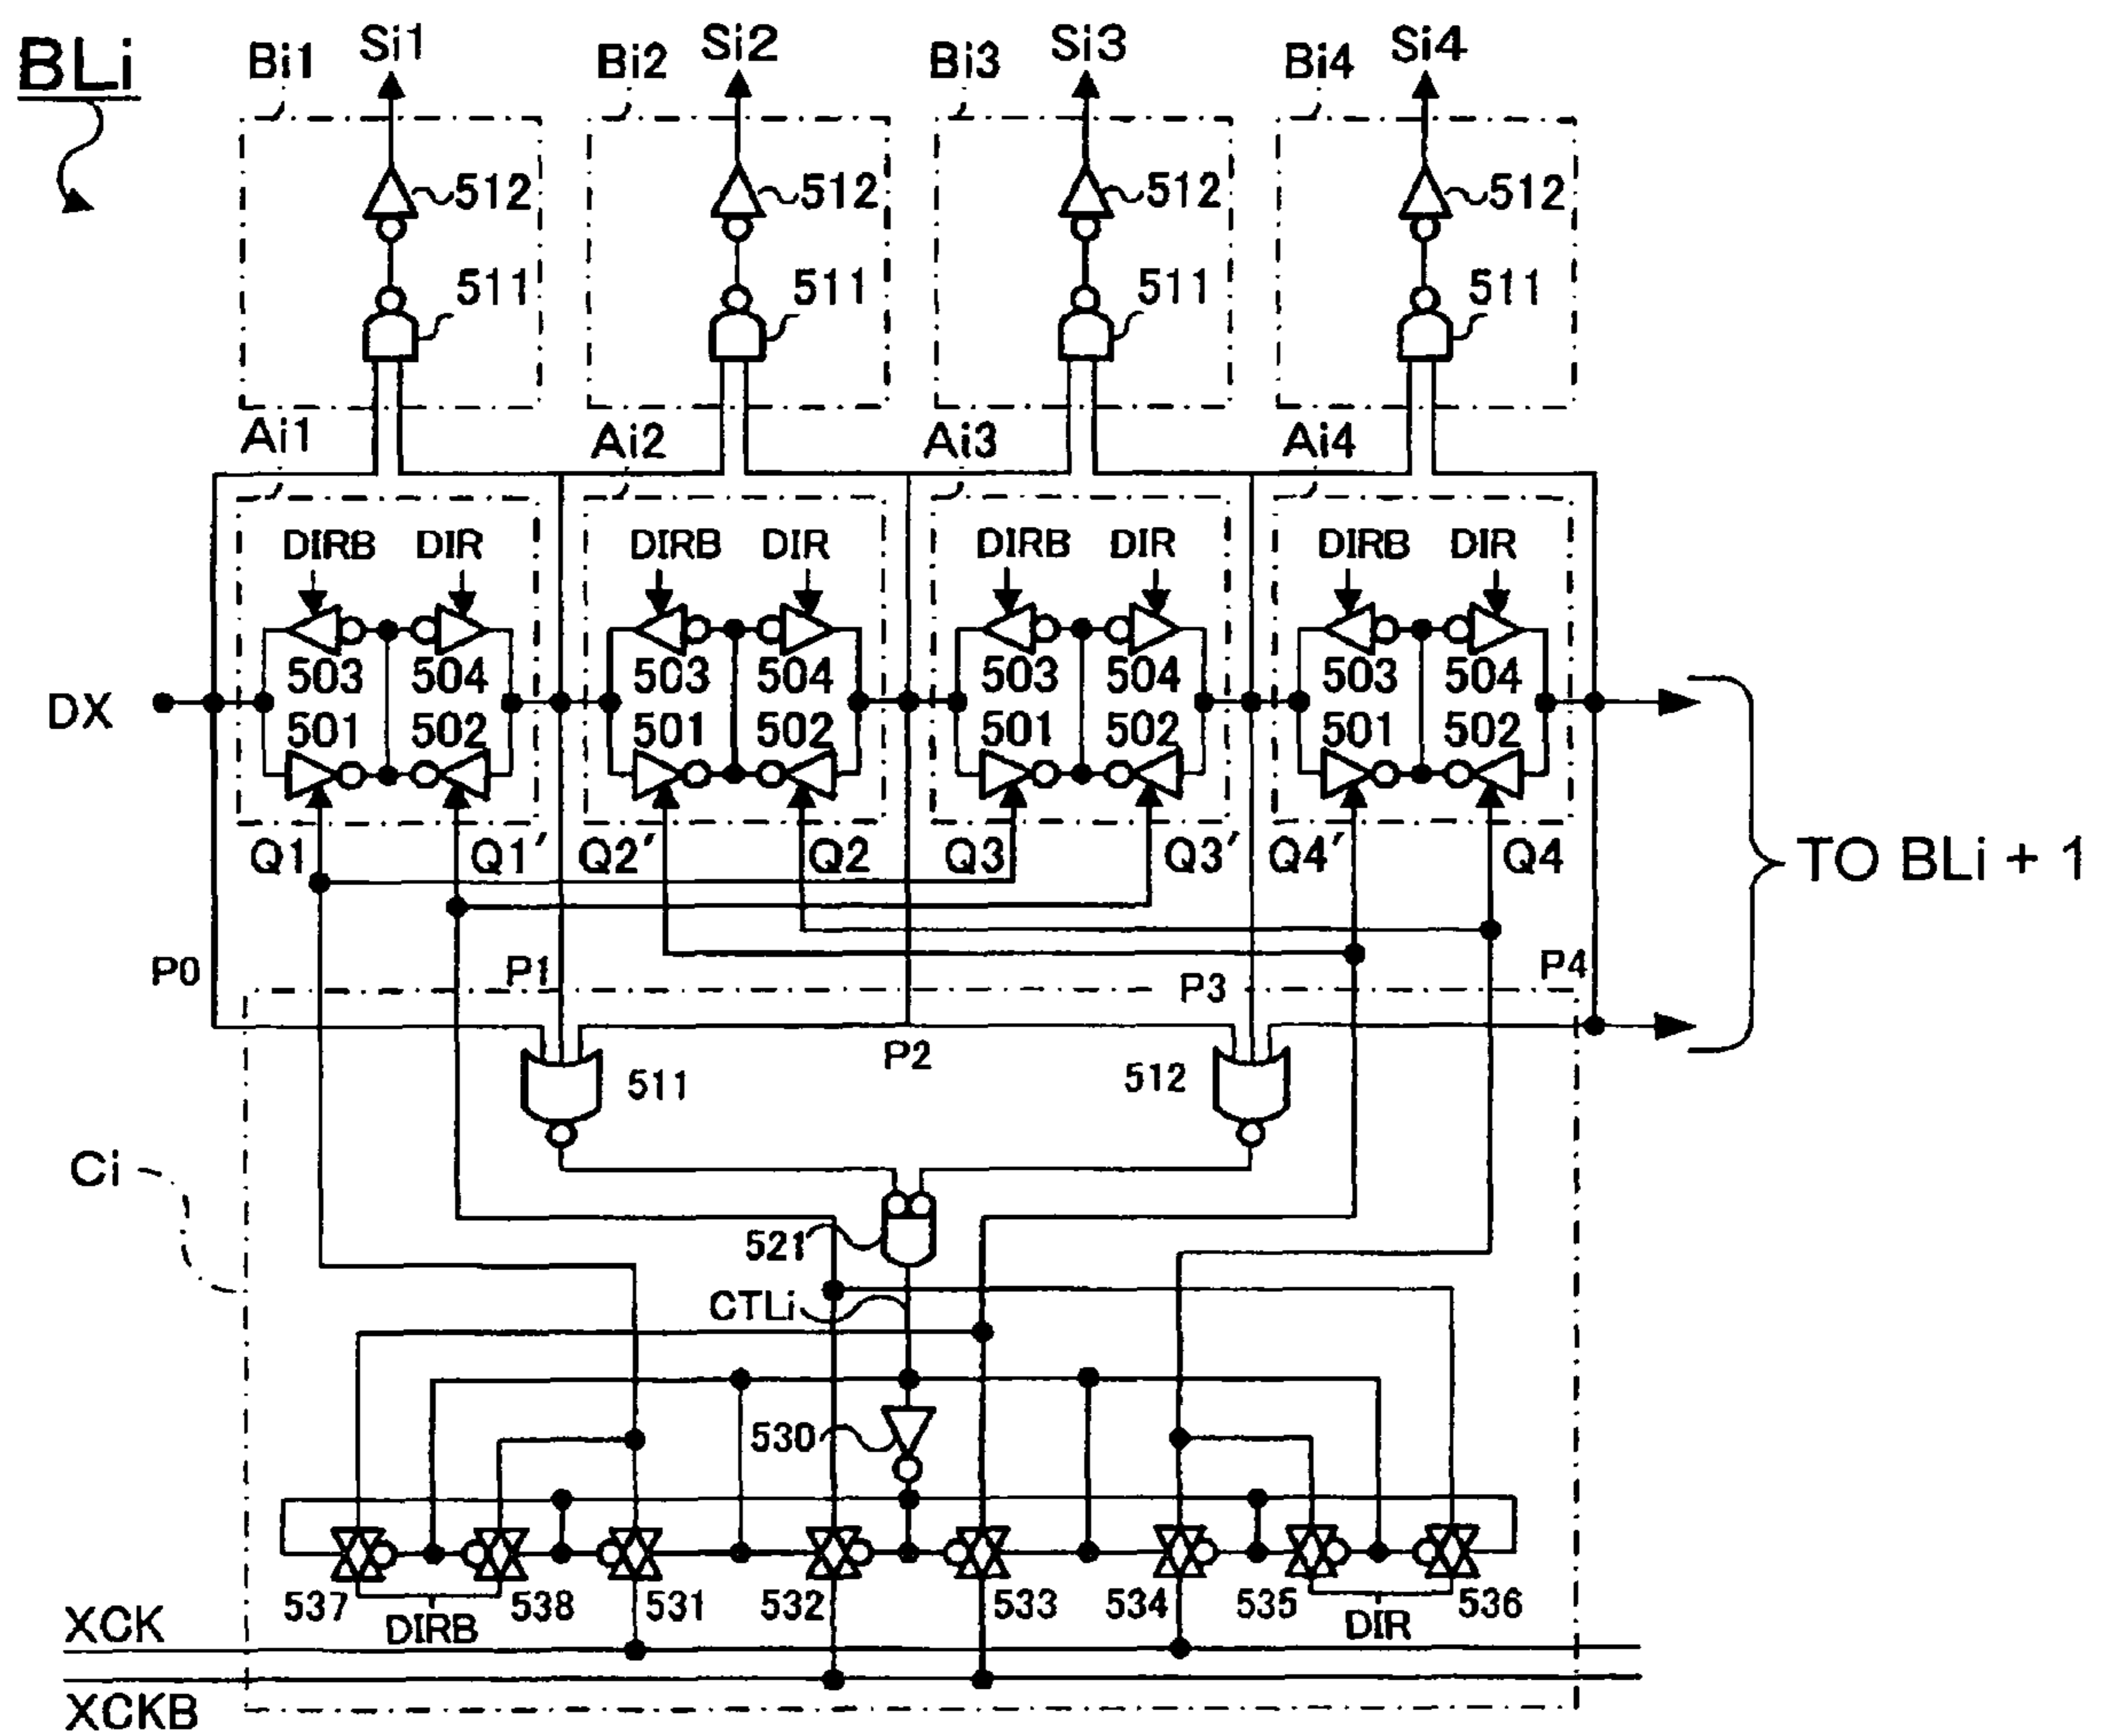 BLi
Bi1 Si1 Bi2 Si2 Bi3 Si3 Bi4 Si4
512 512 512 512
511 511 511 511
Ai1 Ai2 Ai3 Ai4
DIRB DIR DIRB DIR DIRB DIR DIRB DIR
503 504 503 504 503 504 503 504
DX
501 502 501 502 501 502 501 502
Q1 Q1′ Q2′ Q2 Q3 Q3′ Q4′ Q4
TO BLi + 1
P0 P1 P3 P4
P2
511 512
Ci
521
CTLi
530
537 538 531 532 533 534 535 536
DIRB DIR
XCK
XCKB